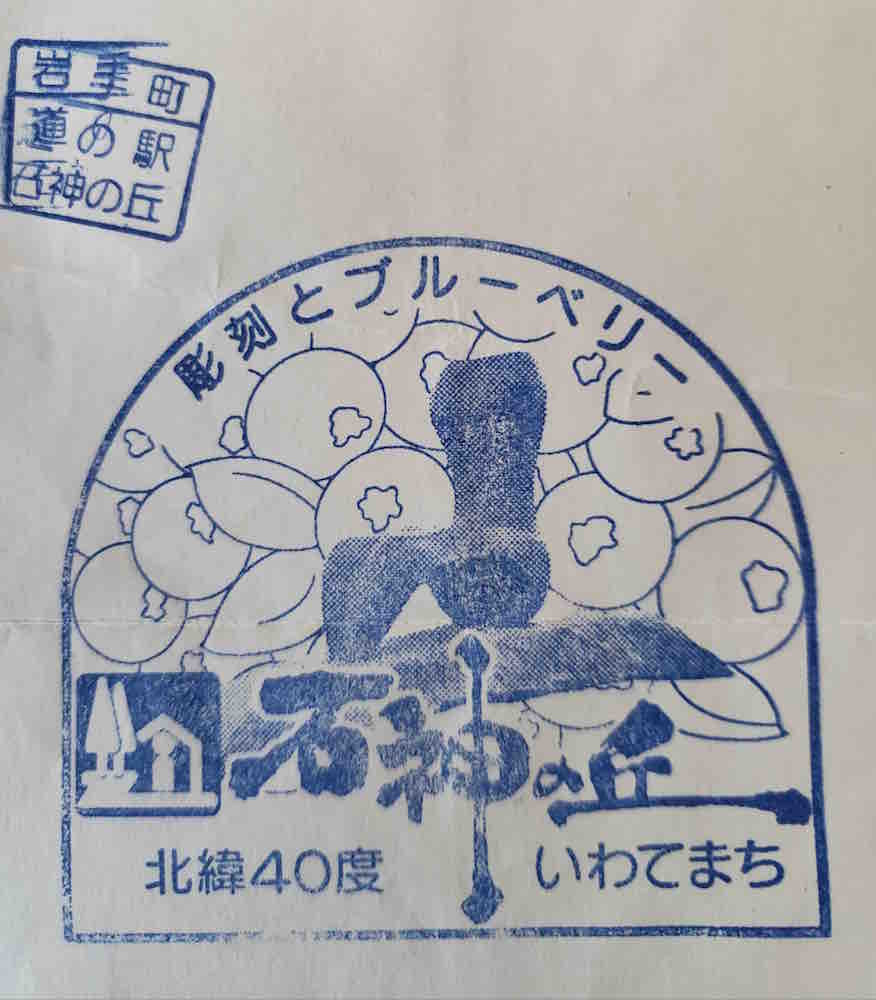 岩手町
道の駅
石神の丘
彫刻とブルーベリー
石神の丘
北緯40度
いわてまち